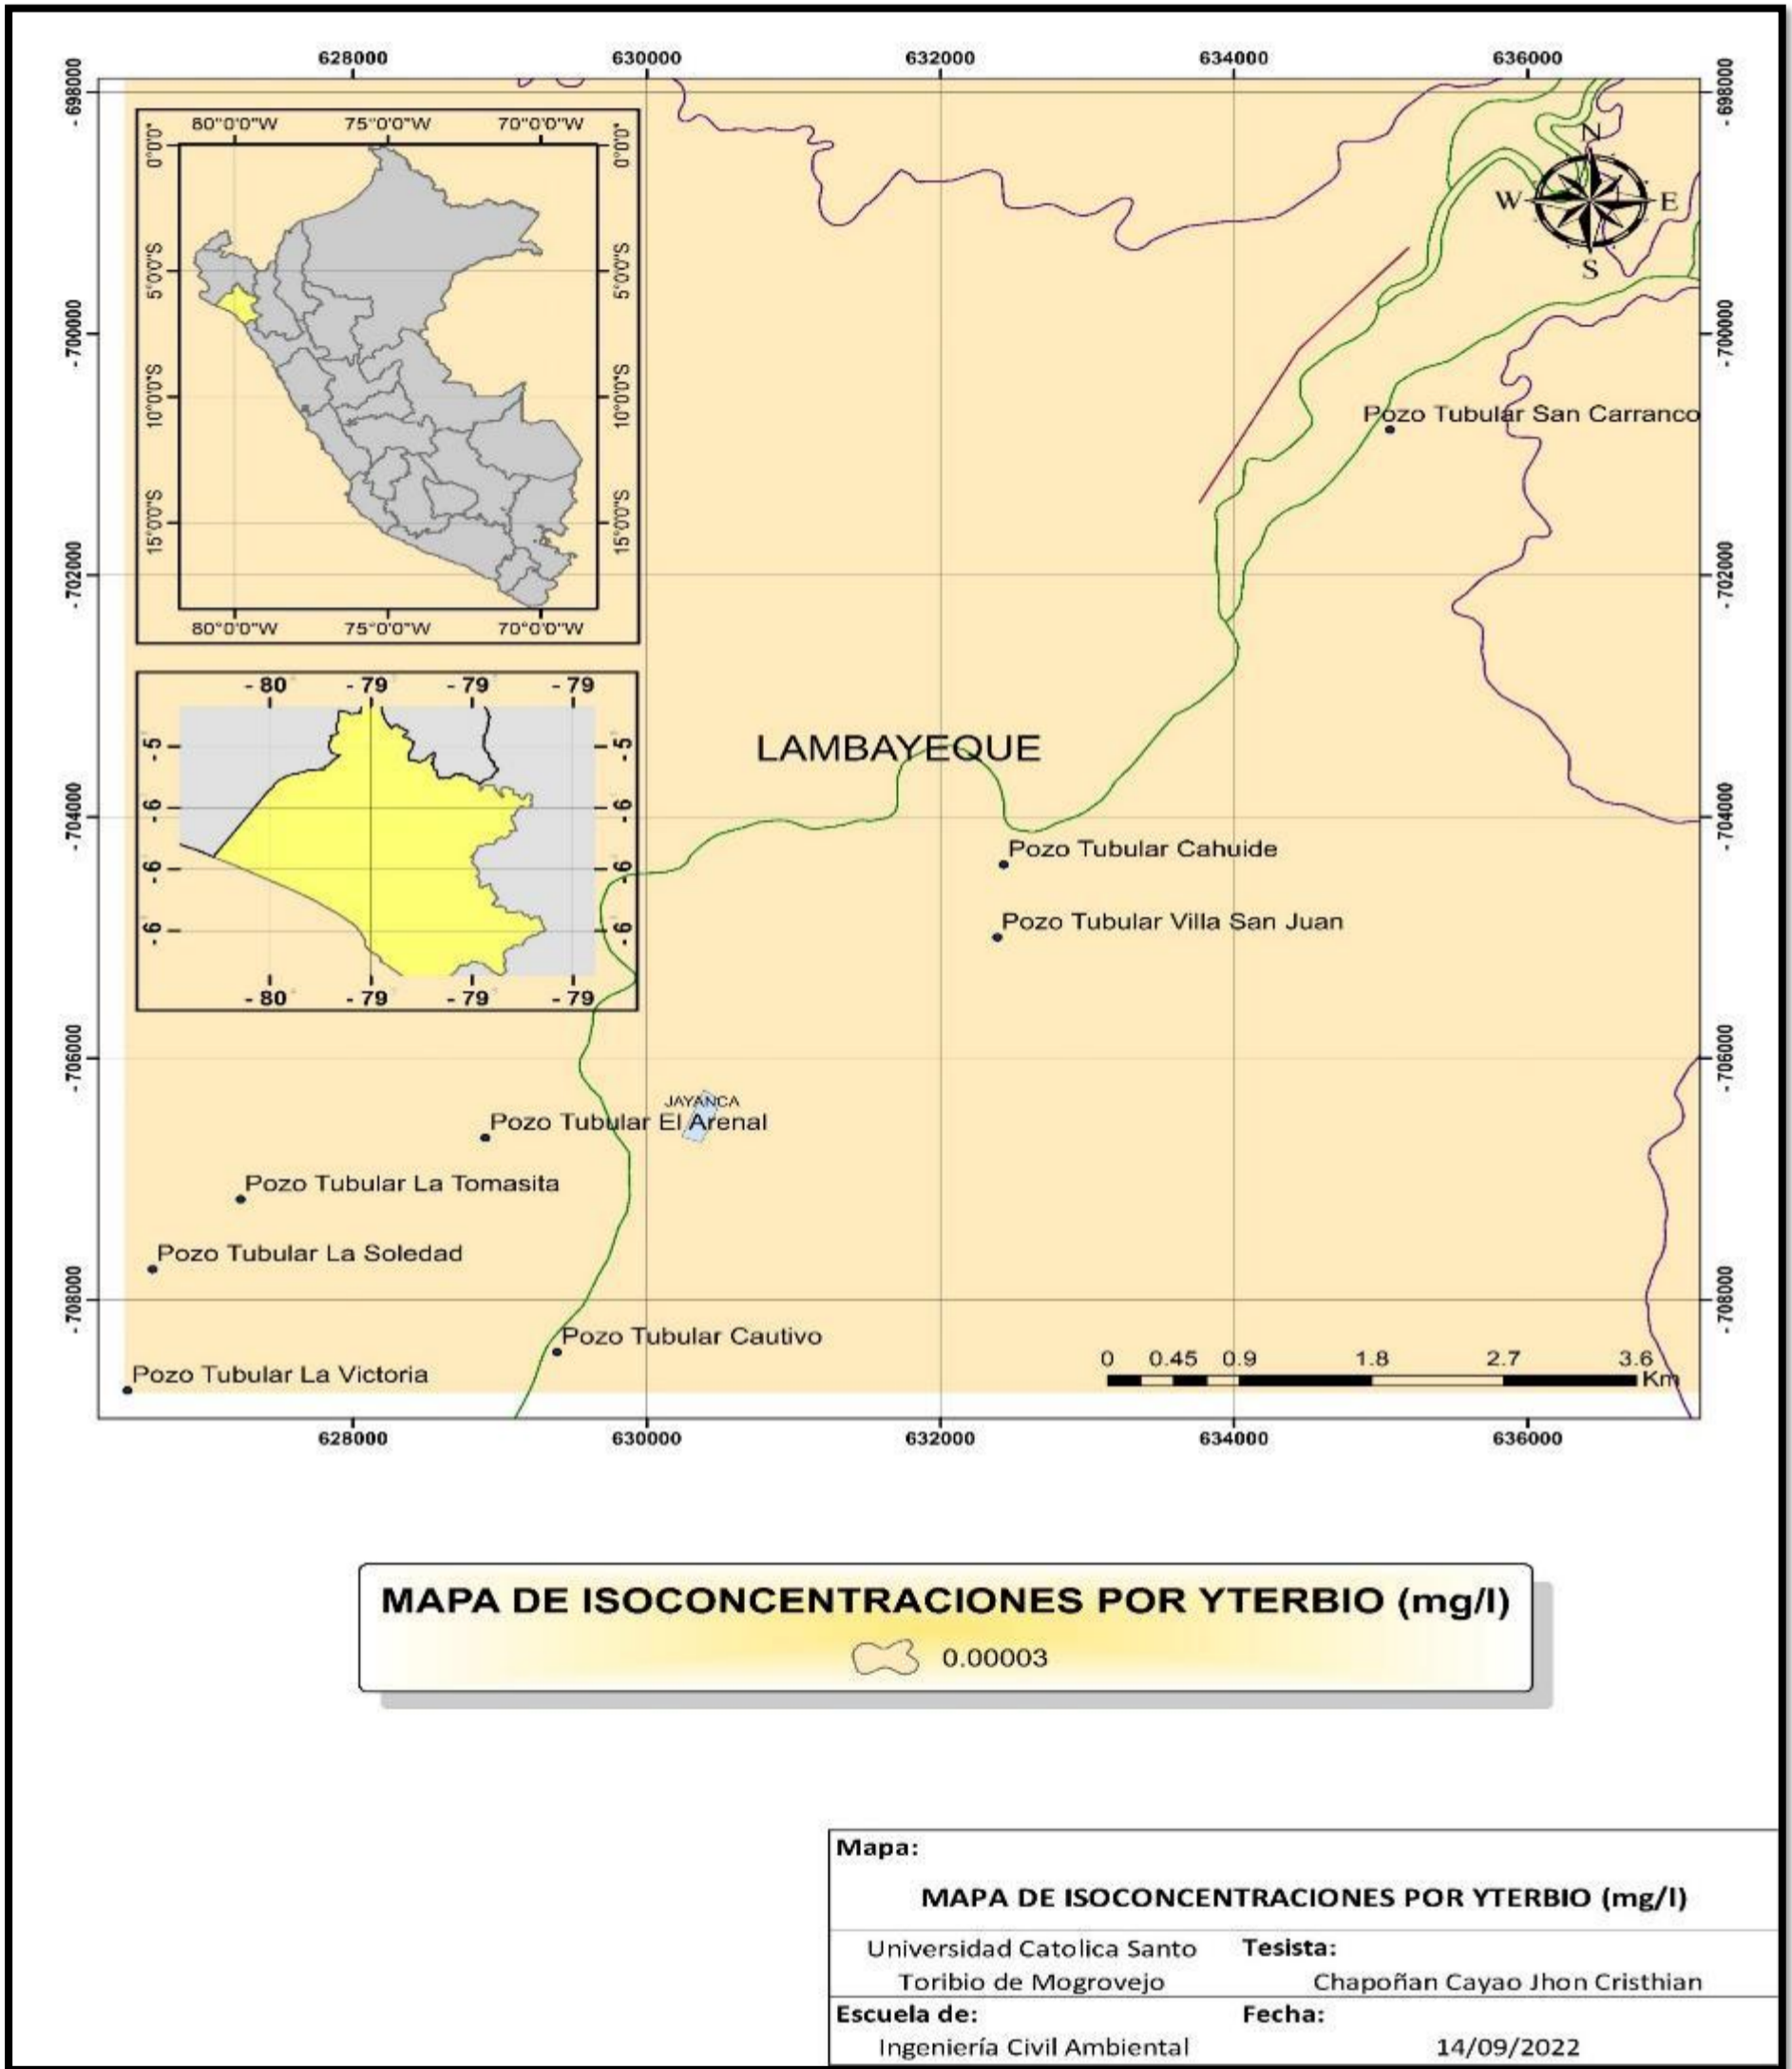 628000 630000 632000 634000 636000
- 698000 - 698000
80°0'0"W 75°0'0"W 70°0'0"W
0°0'0" 0°0'0"
5°0'0"S 5°0'0"S
10°0'0"S 10°0'0"S
15°0'0"S 15°0'0"S
80°0'0"W 75°0'0"W 70°0'0"W
N
W E
S
- 700000 - 700000
Pozo Tubular San Carranco
- 702000 - 702000
- 80° - 79° - 79° - 79
- 5° - 5°
- 6° - 6°
- 6° - 6°
- 6° - 6°
- 80° - 79° - 79° - 79
LAMBAYEQUE
- 704000 - 704000
Pozo Tubular Cahuide
Pozo Tubular Villa San Juan
- 706000 - 706000
JAYANCA
Pozo Tubular El Arenal
Pozo Tubular La Tomasita
Pozo Tubular La Soledad
- 708000 - 708000
Pozo Tubular Cautivo
Pozo Tubular La Victoria
0 0.45 0.9 1.8 2.7 3.6
Km
628000 630000 632000 634000 636000
MAPA DE ISOCONCENTRACIONES POR YTERBIO (mg/l)
0.00003
Mapa:
MAPA DE ISOCONCENTRACIONES POR YTERBIO (mg/l)
Universidad Catolica Santo Tesista:
Toribio de Mogrovejo Chapoñan Cayao Jhon Cristhian
Escuela de: Fecha:
Ingeniería Civil Ambiental 14/09/2022